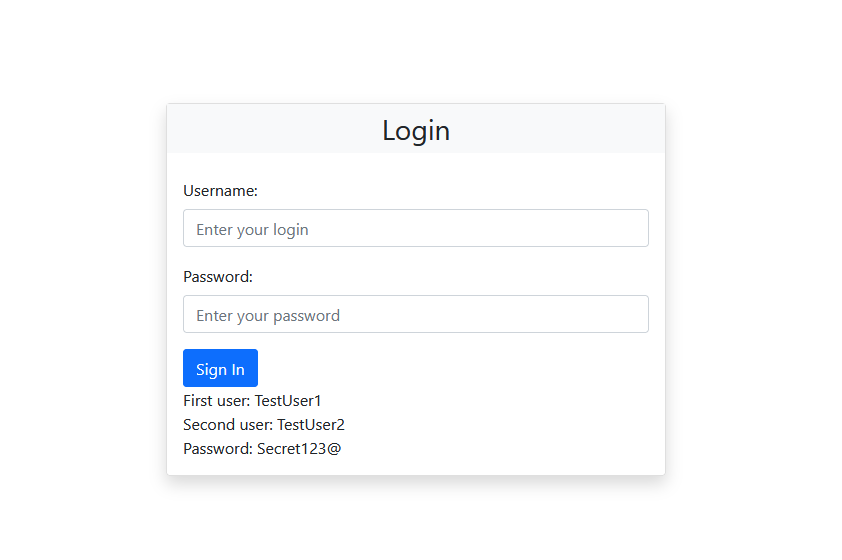 Login
Username:
Enter your login
Password:
Enter your password
Sign In
First user: TestUser1
Second user: TestUser2
Password: Secret123@